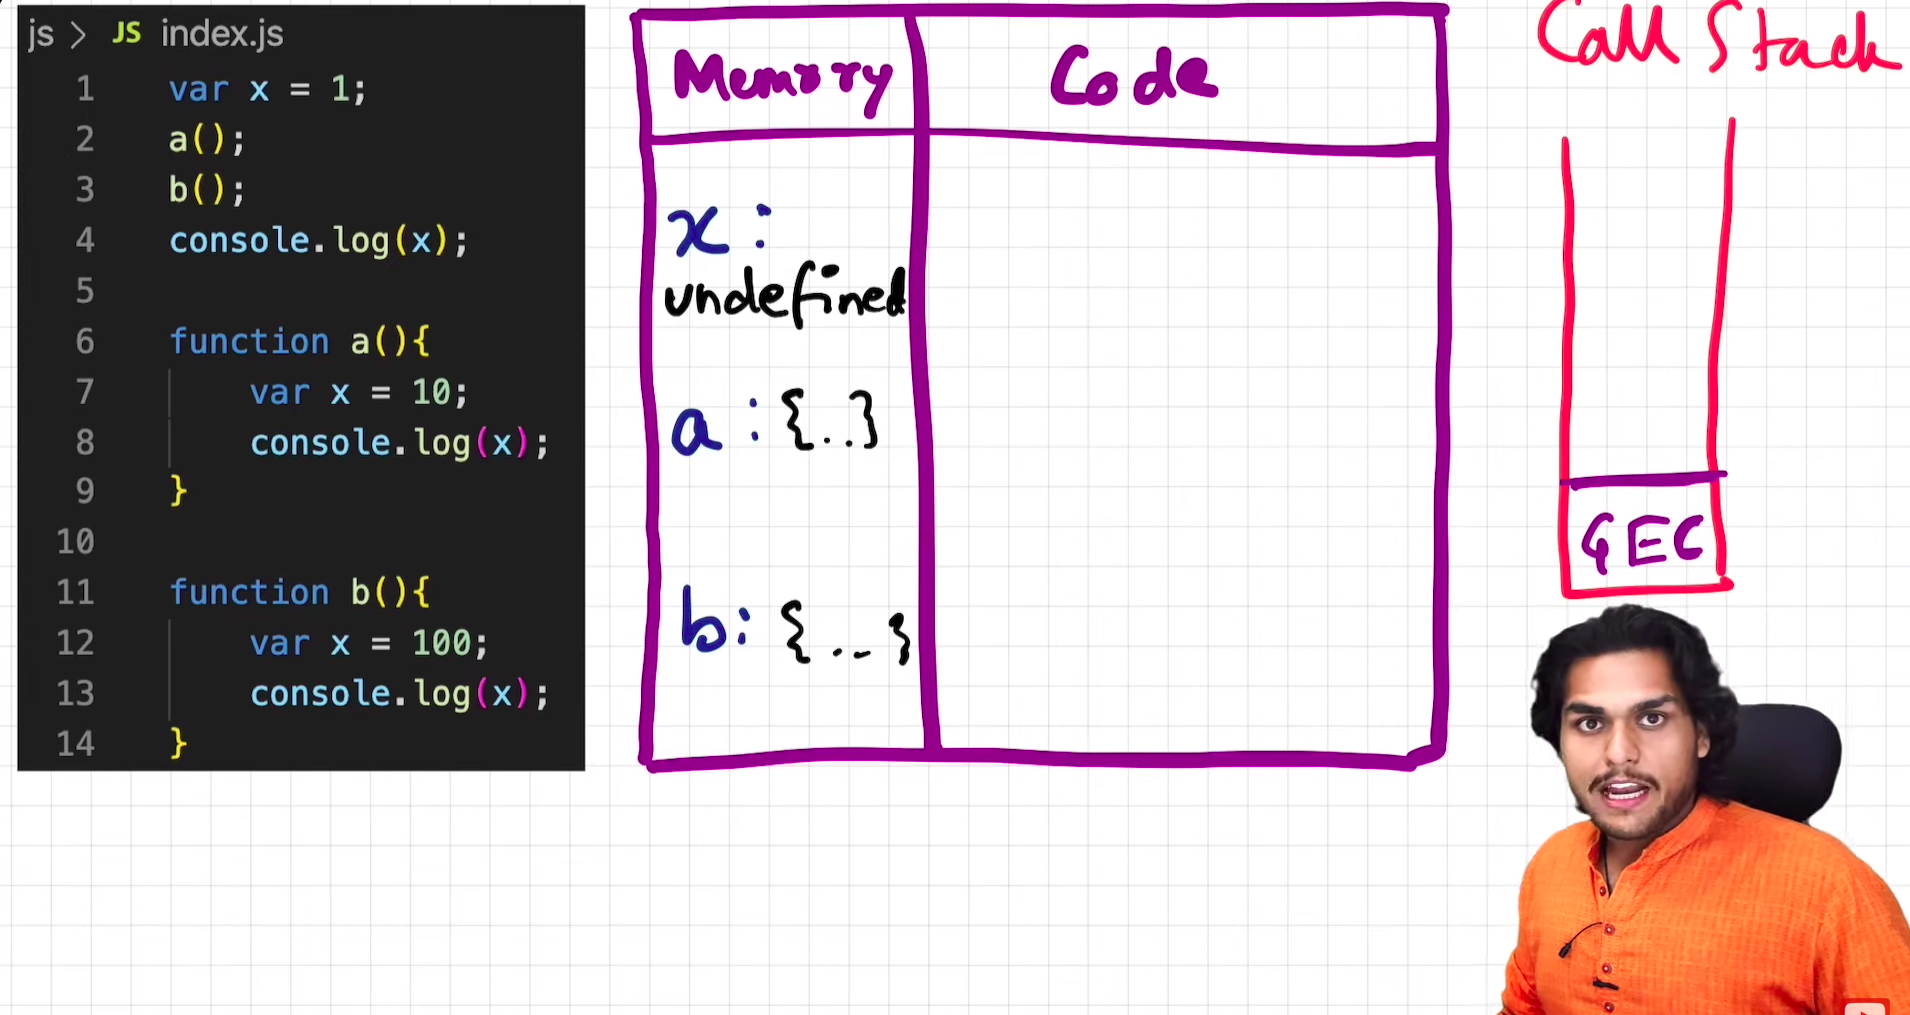 js > JS index.js
1 var x = 1;
2 a();
3 b();
4 console.log(x);
5
6 function a(){
7 var x = 10;
8 console.log(x);
9 }
10
11 function b(){
12 var x = 100;
13 console.log(x);
14 }
Memory Code
x :
undefined
a : {..}
b: {...}
Call Stack
GEC